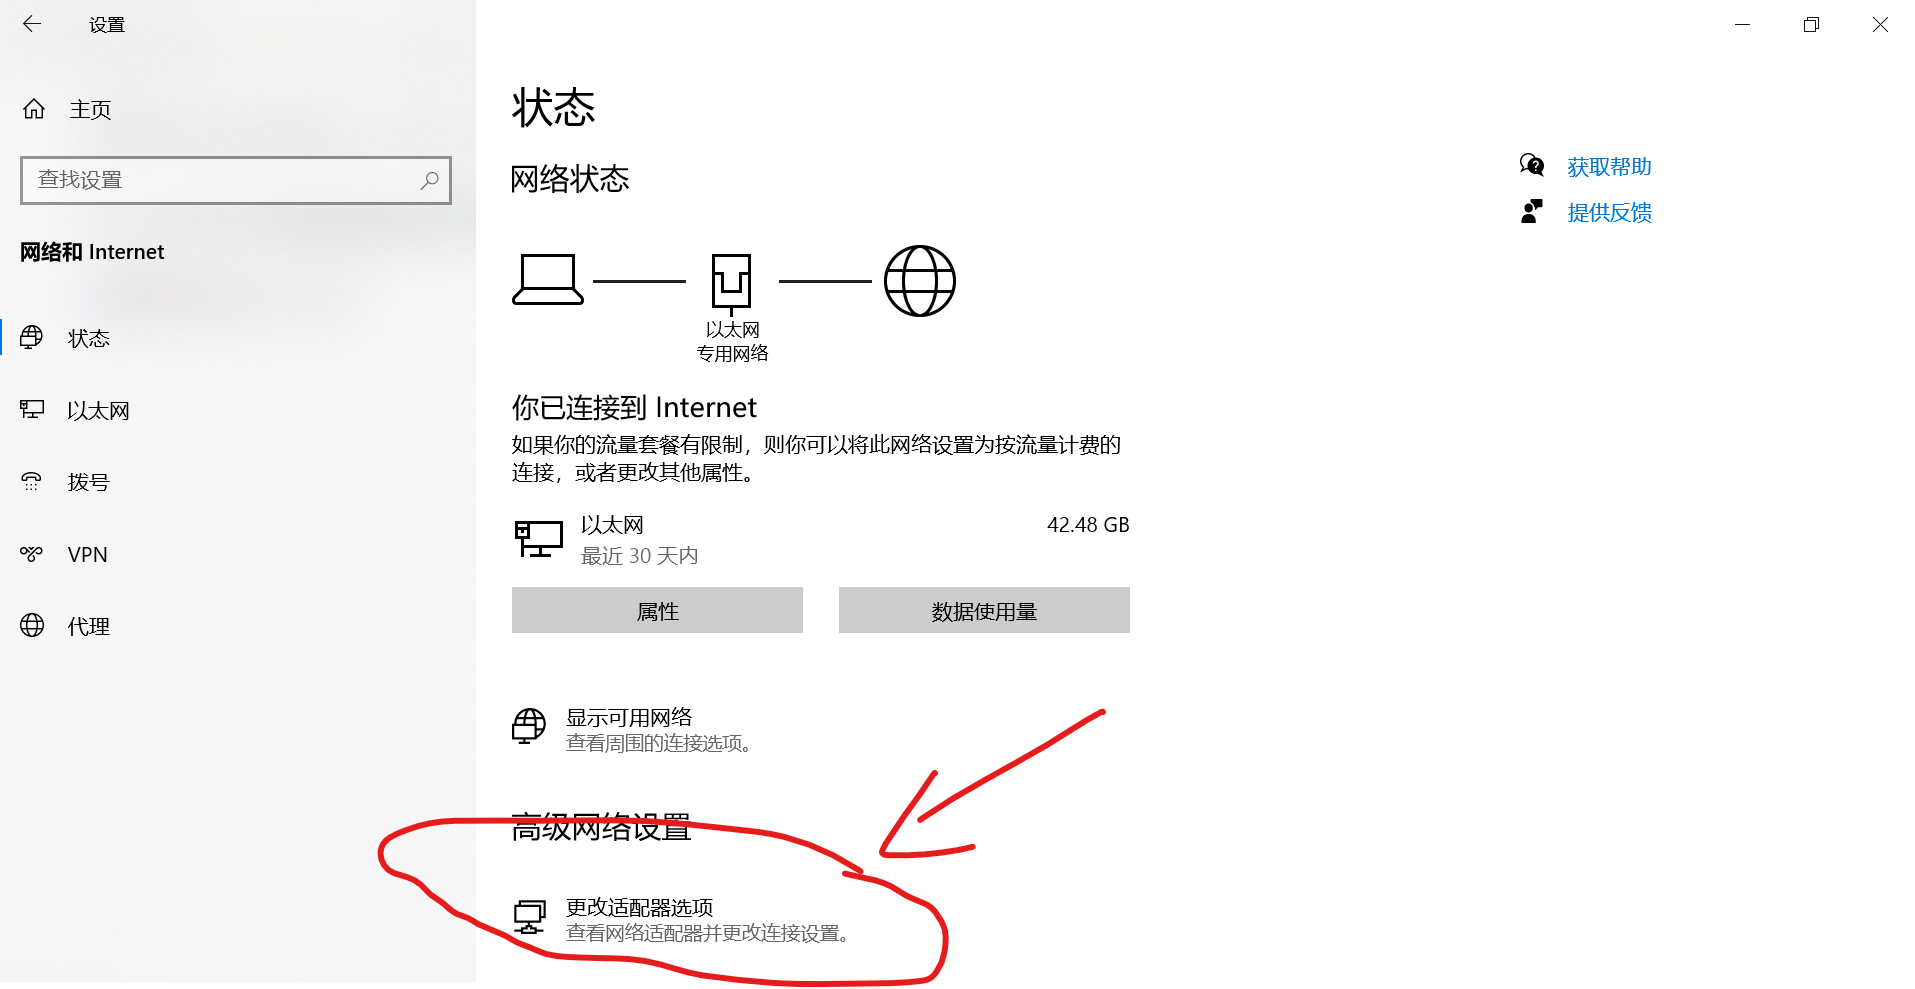 设置
主页
查找设置
网络和 Internet
状态
以太网
拨号
VPN
代理
状态
网络状态
以太网
专用网络
你已连接到 Internet
如果你的流量套餐有限制，则你可以将此网络设置为按流量计费的
连接，或者更改其他属性。
以太网
42.48 GB
最近 30 天内
属性
数据使用量
显示可用网络
查看周围的连接选项。
高级网络设置
更改适配器选项
查看网络适配器并更改连接设置。
获取帮助
提供反馈